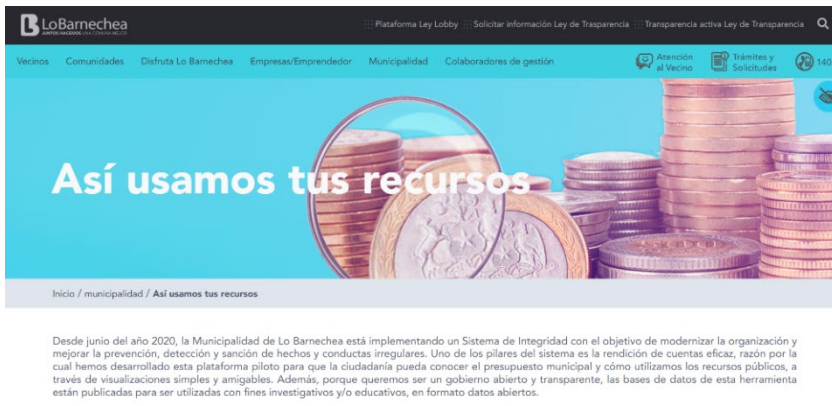 LoBarnechea
JUNTOS HACEMOS UNA COMUNA MEJOR
Plataforma Ley Lobby Solicitar información Ley de Trasparencia Transparencia activa Ley de Transparencia
Vecinos Comunidades Disfruta Lo Barnechea Empresas/Emprendedor Municipalidad Colaboradores de gestión
Atención
al Vecino
Trámites y
Solicitudes
140
Así usamos tus recursos
Inicio / municipalidad / Así usamos tus recursos
Desde junio del año 2020, la Municipalidad de Lo Barnechea está implementando un Sistema de Integridad con el objetivo de modernizar la organización y
mejorar la prevención, detección y sanción de hechos y conductas irregulares. Uno de los pilares del sistema es la rendición de cuentas eficaz, razón por la
cual hemos desarrollado esta plataforma piloto para que la ciudadanía pueda conocer el presupuesto municipal y cómo utilizamos los recursos públicos, a
través de visualizaciones simples y amigables. Además, porque queremos ser un gobierno abierto y transparente, las bases de datos de esta herramienta
están publicadas para ser utilizadas con fines investigativos y/o educativos, en formato datos abiertos.